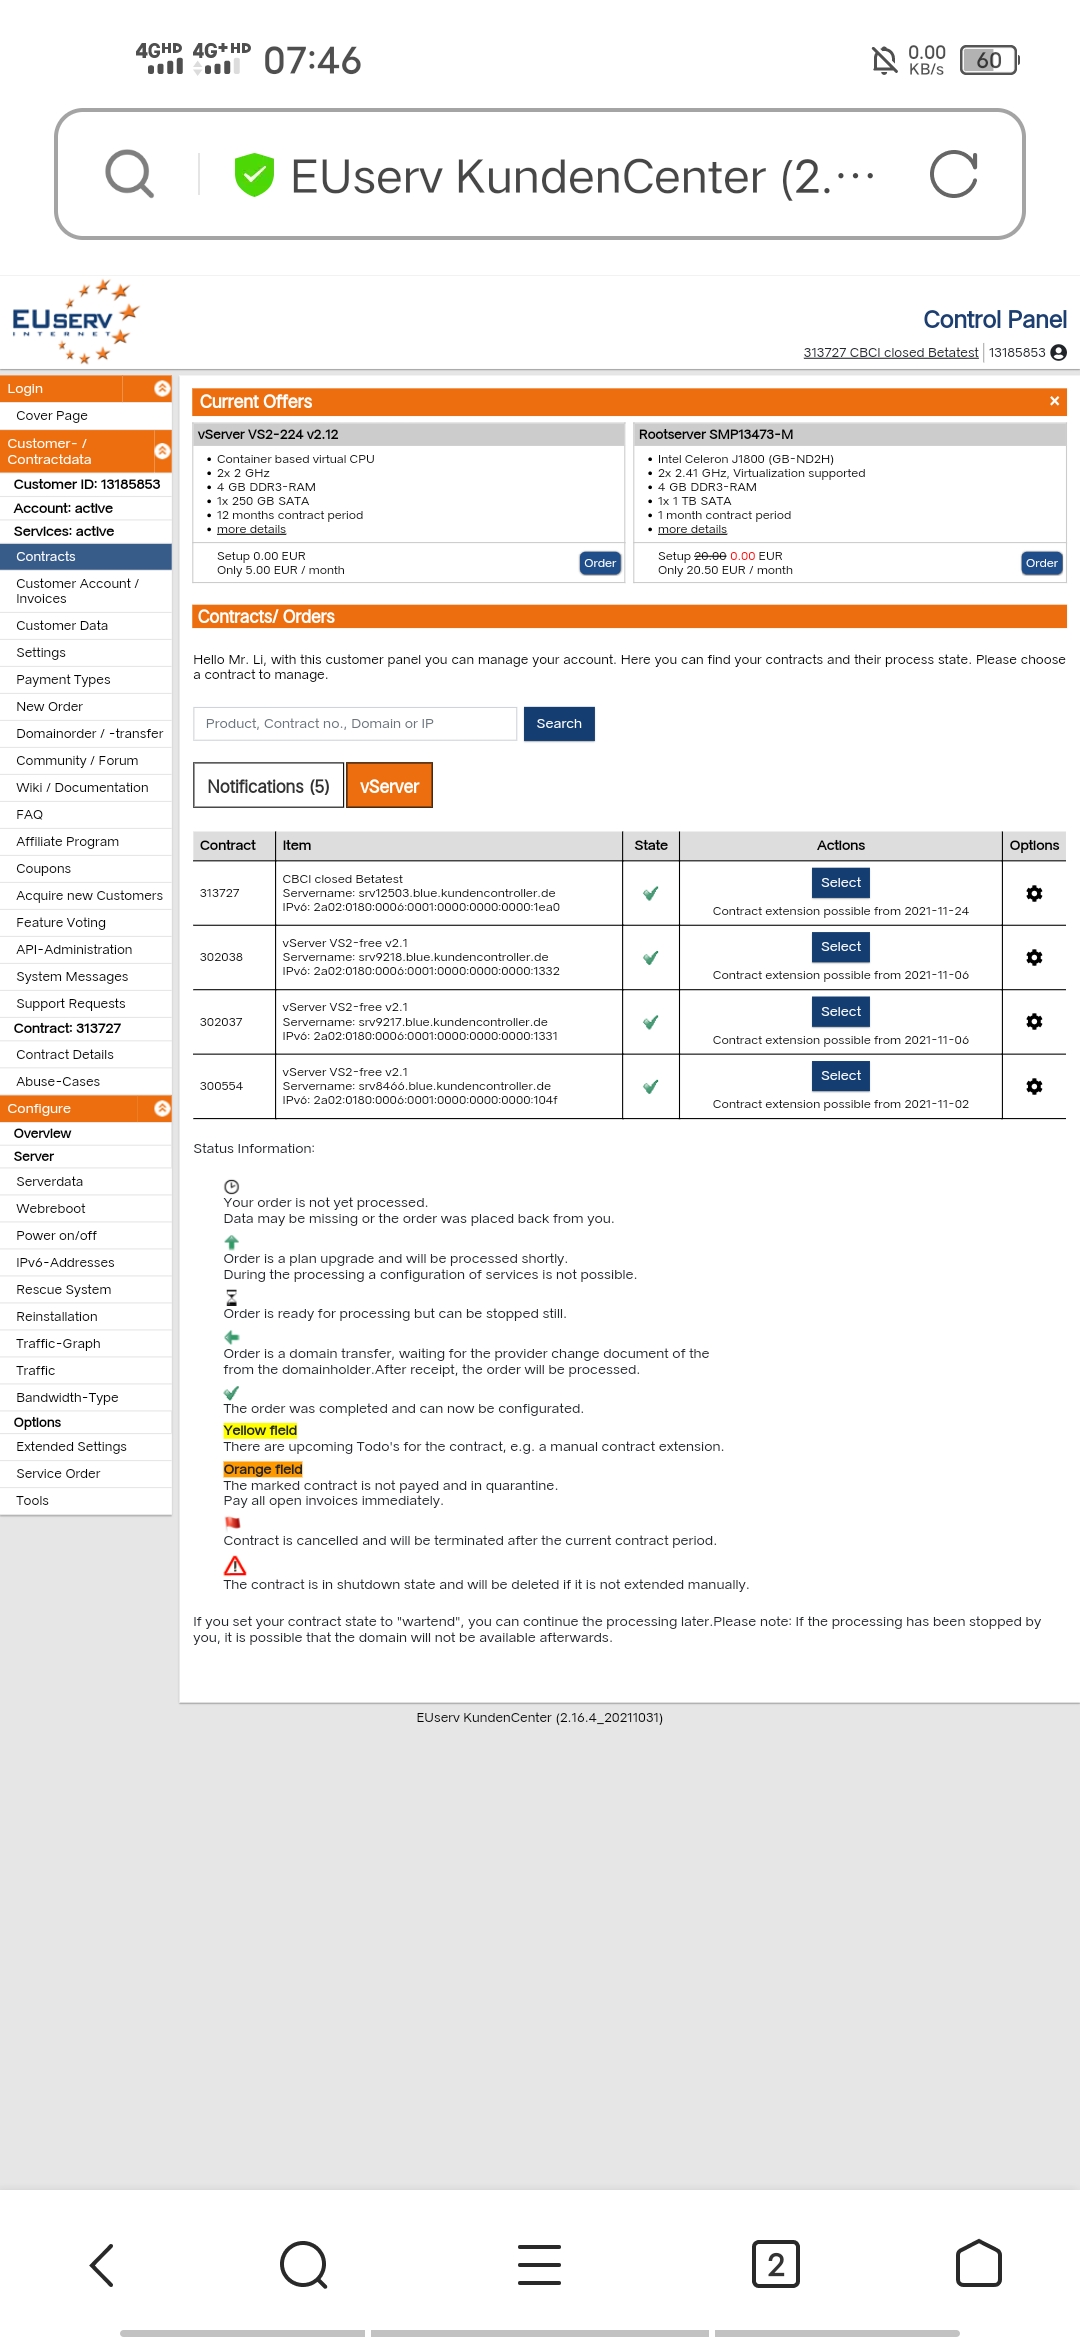 4GHD 4G+HD 07:46 0.00 KB/s 60
EUserv KundenCenter (2.···
EUSERV
INTERNET
Control Panel
313727 CBCI closed Betatest 13185853
Login
Cover Page
Customer- /
Contractdata
Customer ID: 13185853
Account: active
Services: active
Contracts
Customer Account /
Invoices
Customer Data
Settings
Payment Types
New Order
Domainorder / -transfer
Community / Forum
Wiki / Documentation
FAQ
Affiliate Program
Coupons
Acquire new Customers
Feature Voting
API-Administration
System Messages
Support Requests
Contract: 313727
Contract Details
Abuse-Cases
Configure
Overview
Server
Serverdata
Webreboot
Power on/off
IPv6-Addresses
Rescue System
Reinstallation
Traffic-Graph
Traffic
Bandwidth-Type
Options
Extended Settings
Service Order
Tools
Current Offers ×
vServer VS2-224 v2.12
• Container based virtual CPU
• 2x 2 GHz
• 4 GB DDR3-RAM
• 1x 250 GB SATA
• 12 months contract period
• more details
Setup 0.00 EUR
Only 5.00 EUR / month
Order
Rootserver SMP13473-M
• Intel Celeron J1800 (GB-ND2H)
• 2x 2.41 GHz, Virtualization supported
• 4 GB DDR3-RAM
• 1x 1 TB SATA
• 1 month contract period
• more details
Setup 20.00 0.00 EUR
Only 20.50 EUR / month
Order
Contracts/ Orders
Hello Mr. Li, with this customer panel you can manage your account. Here you can find your contracts and their process state. Please choose
a contract to manage.
Product, Contract no., Domain or IP
Search
Notifications (5)
vServer
Contract Item State Actions Options
313727
CBCI closed Betatest
Servername: srv12503.blue.kundencontroller.de
IPv6: 2a02:0180:0006:0001:0000:0000:0000:1ea0
Select
Contract extension possible from 2021-11-24
302038
vServer VS2-free v2.1
Servername: srv9218.blue.kundencontroller.de
IPv6: 2a02:0180:0006:0001:0000:0000:0000:1332
Select
Contract extension possible from 2021-11-06
302037
vServer VS2-free v2.1
Servername: srv9217.blue.kundencontroller.de
IPv6: 2a02:0180:0006:0001:0000:0000:0000:1331
Select
Contract extension possible from 2021-11-06
300554
vServer VS2-free v2.1
Servername: srv8466.blue.kundencontroller.de
IPv6: 2a02:0180:0006:0001:0000:0000:0000:104f
Select
Contract extension possible from 2021-11-02
Status Information:
Your order is not yet processed.
Data may be missing or the order was placed back from you.
Order is a plan upgrade and will be processed shortly.
During the processing a configuration of services is not possible.
Order is ready for processing but can be stopped still.
Order is a domain transfer, waiting for the provider change document of the
from the domainholder.After receipt, the order will be processed.
The order was completed and can now be configurated.
Yellow field
There are upcoming Todo's for the contract, e.g. a manual contract extension.
Orange field
The marked contract is not payed and in quarantine.
Pay all open invoices immediately.
Contract is cancelled and will be terminated after the current contract period.
The contract is in shutdown state and will be deleted if it is not extended manually.
If you set your contract state to "wartend", you can continue the processing later.Please note: If the processing has been stopped by
you, it is possible that the domain will not be available afterwards.
EUserv KundenCenter (2.16.4_20211031)
2